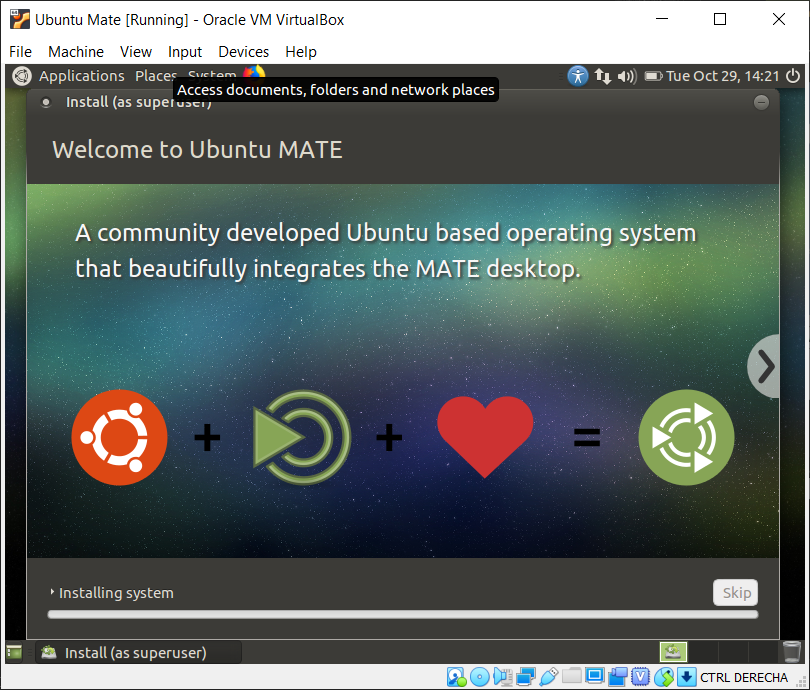 Ubuntu Mate [Running] - Oracle VM VirtualBox
File Machine View Input Devices Help
Applications Places System Tue Oct 29, 14:21
Access documents, folders and network places
Install (as superuser)
Welcome to Ubuntu MATE
A community developed Ubuntu based operating system
that beautifully integrates the MATE desktop.
+ + =
Installing system Skip
Install (as superuser)
CTRL DERECHA